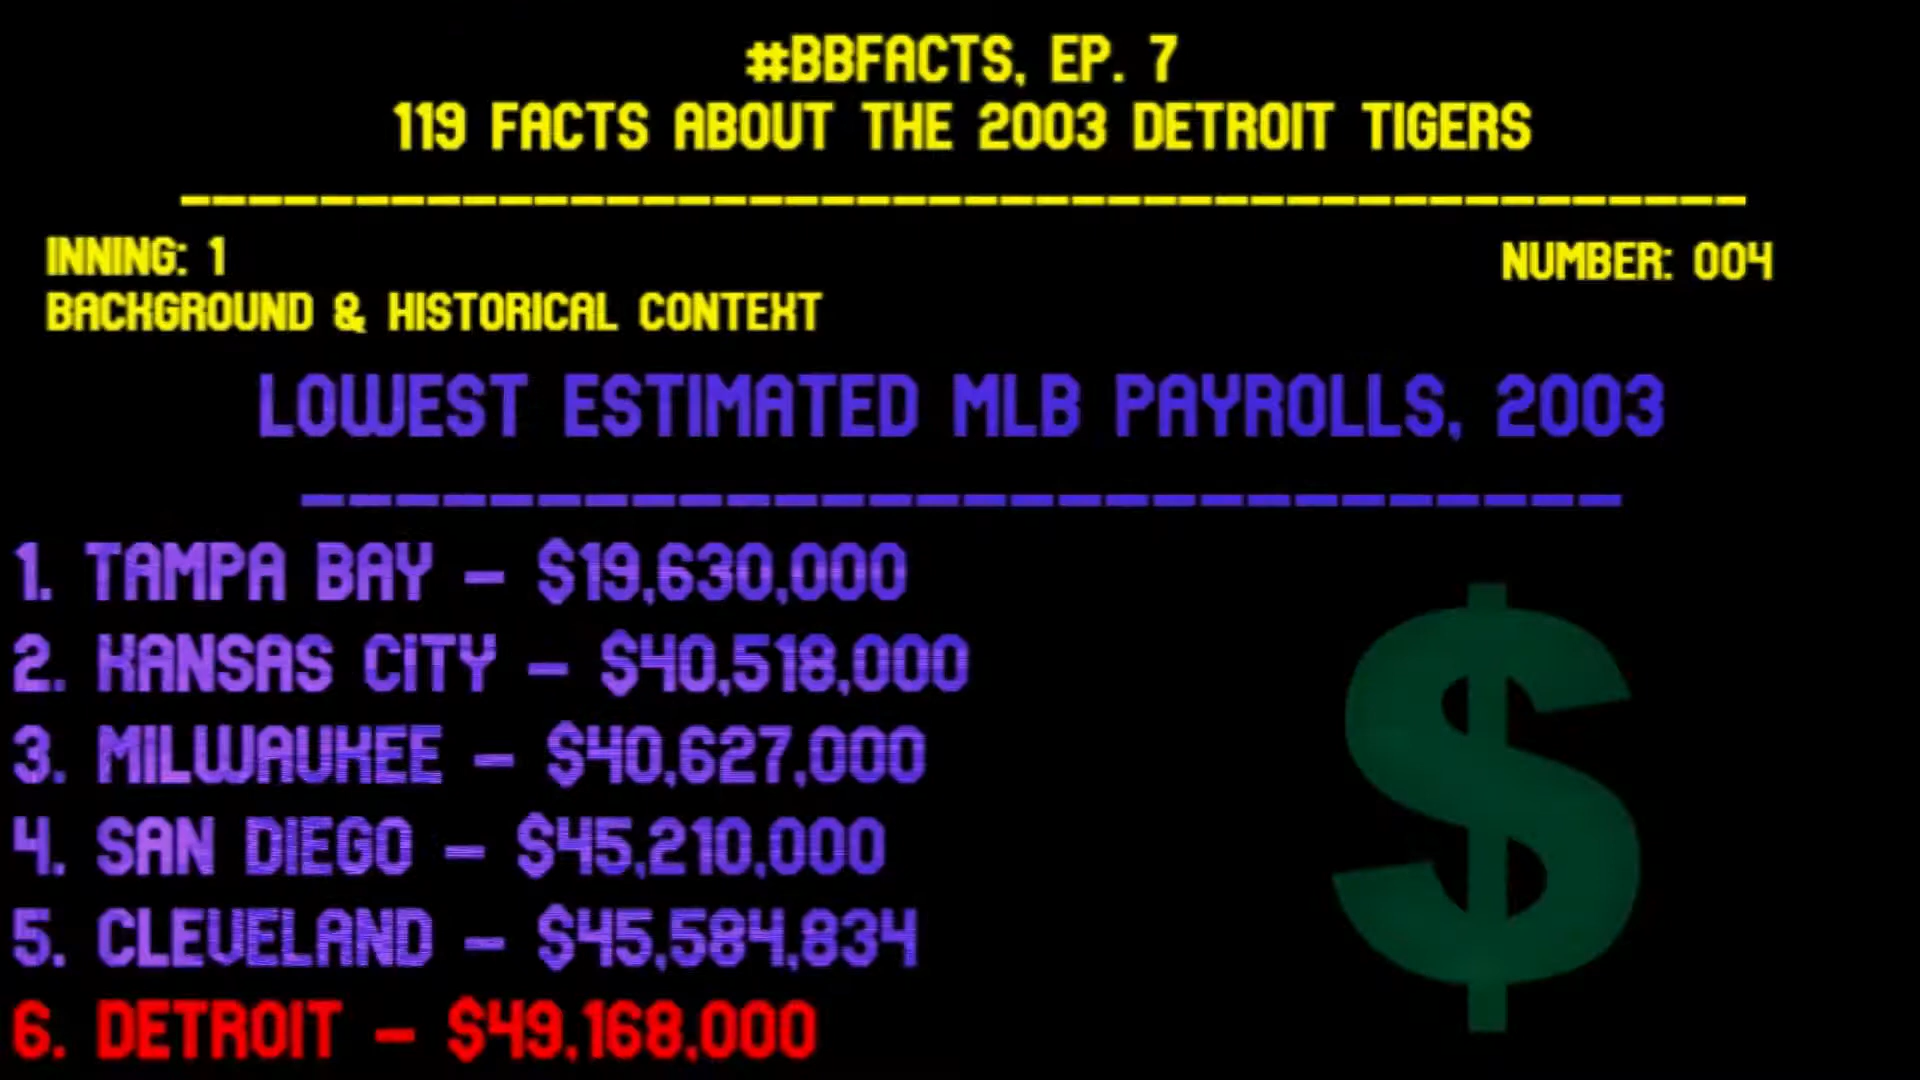 #BBFACTS, EP. 7
119 FACTS ABOUT THE 2003 DETROIT TIGERS
INNING: 1
NUMBER: 004
BACKGROUND & HISTORICAL CONTEXT
LOWEST ESTIMATED MLB PAYROLLS, 2003
1. TAMPA BAY – $19,630,000
2. KANSAS CITY – $40,518,000
3. MILWAUKEE – $40,627,000
4. SAN DIEGO – $45,210,000
5. CLEVELAND – $45,584,834
6. DETROIT – $49,168,000
$